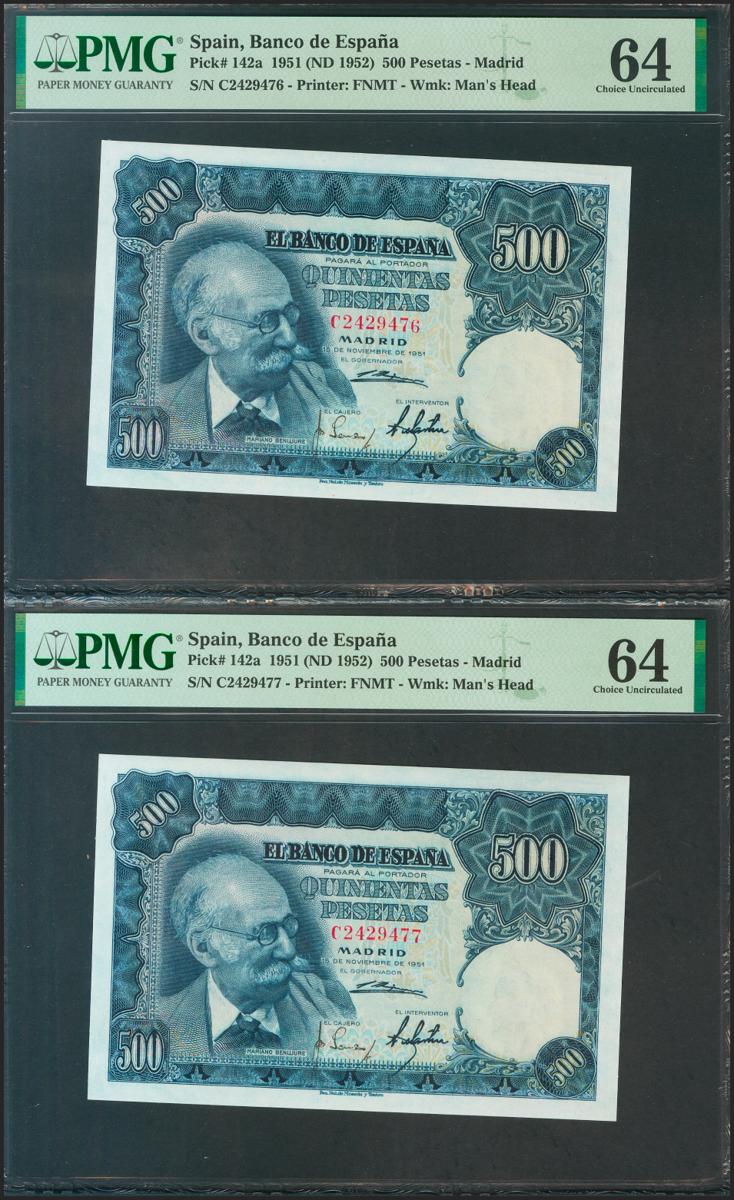 PMG®
PAPER MONEY GUARANTY
Spain, Banco de España
Pick# 142a 1951 (ND 1952) 500 Pesetas - Madrid
S/N C2429476 - Printer: FNMT - Wmk: Man's Head
64
Choice Uncirculated
500
500
EL BANCO DE ESPAÑA
PAGARÁ AL PORTADOR
QUINIENTAS
PESETAS
C2429476
MADRID
15 DE NOVIEMBRE DE 1951
EL GOBERNADOR
EL CAJERO
EL INTERVENTOR
500
MARIANO BENLLIURE
500
PMG®
PAPER MONEY GUARANTY
Spain, Banco de España
Pick# 142a 1951 (ND 1952) 500 Pesetas - Madrid
S/N C2429477 - Printer: FNMT - Wmk: Man's Head
64
Choice Uncirculated
500
500
EL BANCO DE ESPAÑA
PAGARÁ AL PORTADOR
QUINIENTAS
PESETAS
C2429477
MADRID
15 DE NOVIEMBRE DE 1951
EL GOBERNADOR
EL CAJERO
EL INTERVENTOR
500
MARIANO BENLLIURE
500